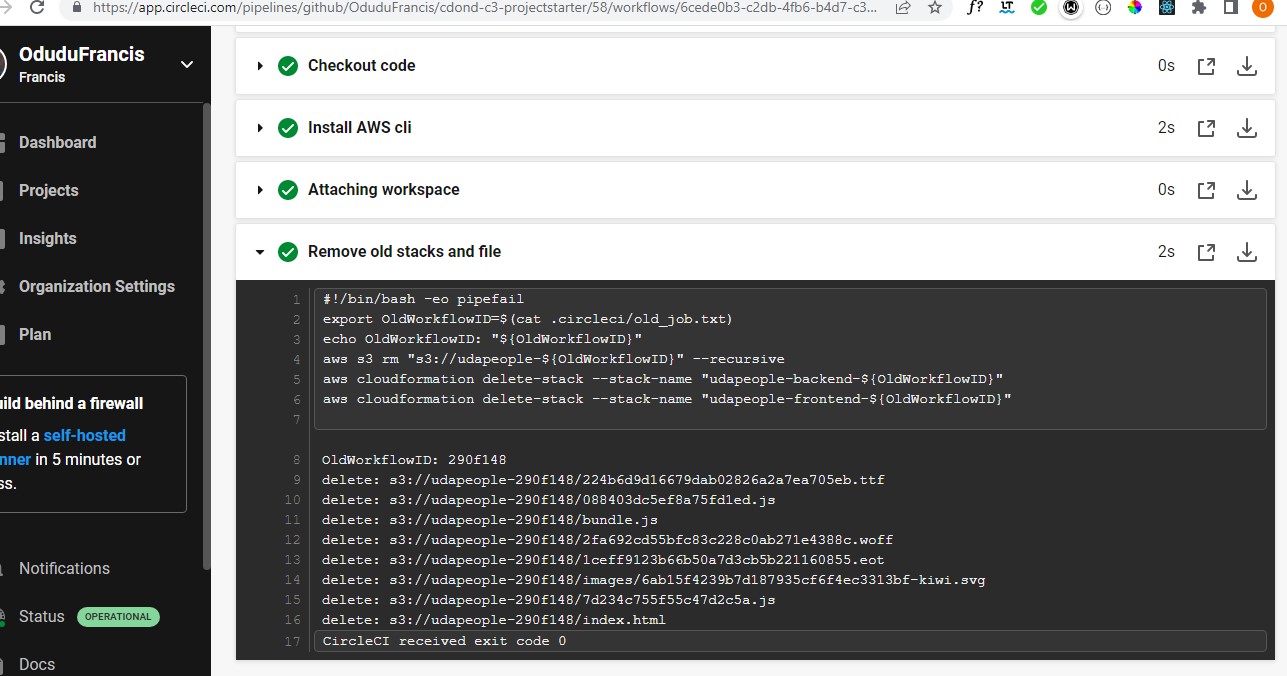 https://app.circleci.com/pipelines/github/OduduFrancis/cdond-c3-projectstarter/58/workflows/6cede0b3-c2db-4fb6-b4d7-c3...
f?
LT
W
O
OduduFrancis
Francis
Dashboard
Projects
Insights
Organization Settings
Plan
uild behind a firewall
stall a self-hosted
nner in 5 minutes or
ss.
Notifications
Status OPERATIONAL
Docs
Checkout code 0s
Install AWS cli 2s
Attaching workspace 0s
Remove old stacks and file 2s
1 #!/bin/bash -eo pipefail
2 export OldWorkflowID=$(cat .circleci/old_job.txt)
3 echo OldWorkflowID: "${OldWorkflowID}"
4 aws s3 rm "s3://udapeople-${OldWorkflowID}" --recursive
5 aws cloudformation delete-stack --stack-name "udapeople-backend-${OldWorkflowID}"
6 aws cloudformation delete-stack --stack-name "udapeople-frontend-${OldWorkflowID}"
7
8 OldWorkflowID: 290f148
9 delete: s3://udapeople-290f148/224b6d9d16679dab02826a2a7ea705eb.ttf
10 delete: s3://udapeople-290f148/088403dc5ef8a75fd1ed.js
11 delete: s3://udapeople-290f148/bundle.js
12 delete: s3://udapeople-290f148/2fa692cd55bfc83c228c0ab271e4388c.woff
13 delete: s3://udapeople-290f148/1ceff9123b66b50a7d3cb5b221160855.eot
14 delete: s3://udapeople-290f148/images/6ab15f4239b7d187935cf6f4ec3313bf-kiwi.svg
15 delete: s3://udapeople-290f148/7d234c755f55c47d2c5a.js
16 delete: s3://udapeople-290f148/index.html
17 CircleCI received exit code 0